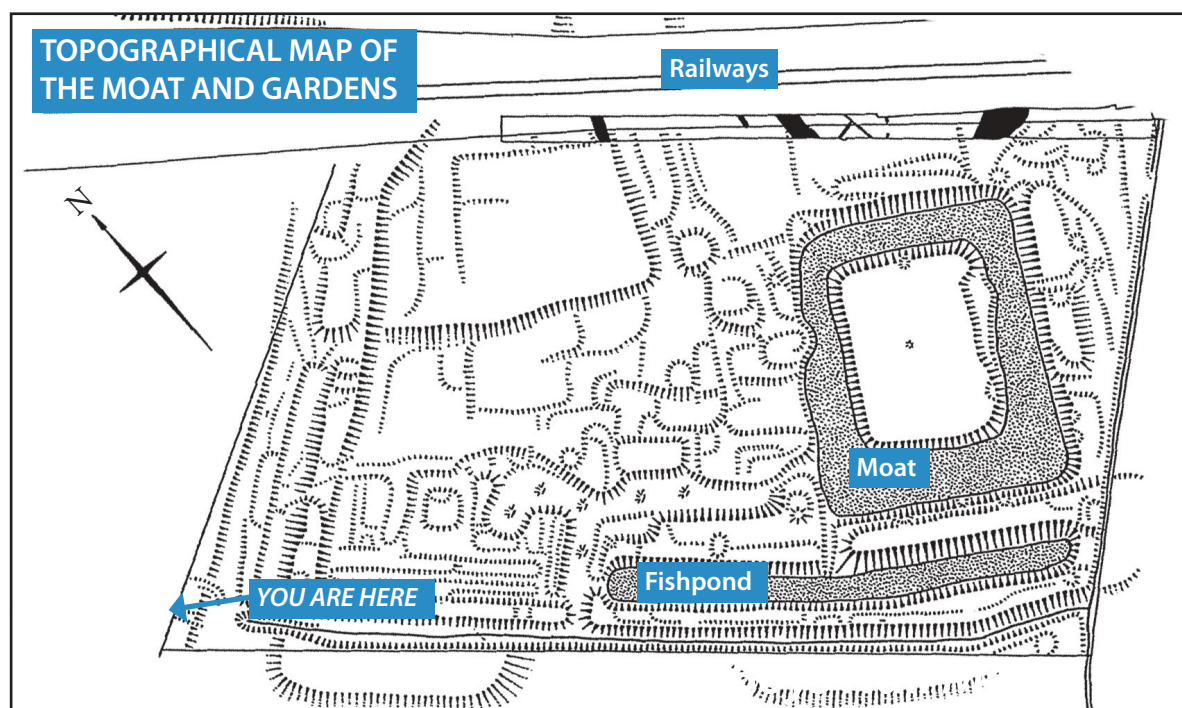 TOPOGRAPHICAL MAP OF
THE MOAT AND GARDENS
Railways
N
Moat
Fishpond
YOU ARE HERE